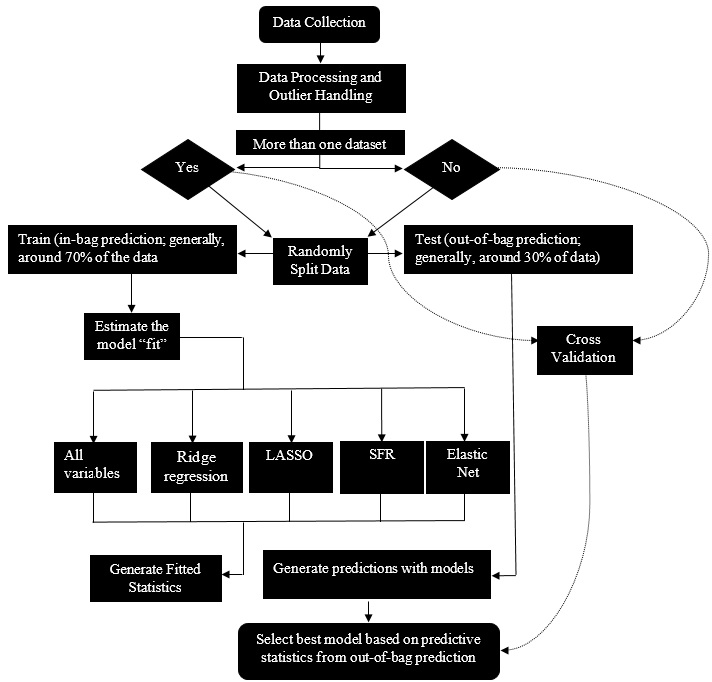 Data Collection
Data Processing and
Outlier Handling
More than one dataset
Yes
No
Train (in-bag prediction; generally,
around 70% of the data
Randomly
Split Data
Test (out-of-bag prediction;
generally, around 30% of data)
Estimate the
model “fit”
Cross
Validation
All
variables
Ridge
regression
LASSO
SFR
Elastic
Net
Generate Fitted
Statistics
Generate predictions with models
Select best model based on predictive
statistics from out-of-bag prediction